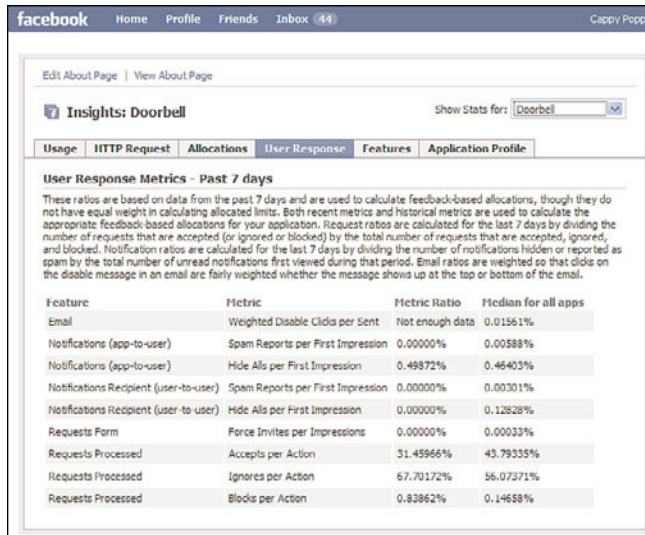 facebook Home Profile Friends Inbox 44 Cappy Popp
Edit About Page | View About Page
Insights: Doorbell Show Stats for: Doorbell
Usage HTTP Request Allocations User Response Features Application Profile
User Response Metrics - Past 7 days
These ratios are based on data from the past 7 days and are used to calculate feedback-based allocations, though they do
not have equal weight in calculating allocated limits. Both recent metrics and historical metrics are used to calculate the
appropriate feedback-based allocations for your application. Request ratios are calculated for the last 7 days by dividing the
number of requests that are accepted (or ignored or blocked) by the total number of requests that are accepted, ignored,
and blocked. Notification ratios are calculated for the last 7 days by dividing the number of notifications hidden or reported as
spam by the total number of unread notifications first viewed during that period. Email ratios are weighted so that clicks on
the disable message in an email are fairly weighted whether the message shows up at the top or bottom of the email.
Feature Metric Metric Ratio Median for all apps
Email Weighted Disable Clicks per Sent Not enough data 0.01561%
Notifications (app-to-user) Spam Reports per First Impression 0.00000% 0.00588%
Notifications (app-to-user) Hide Alls per First Impression 0.49872% 0.46403%
Notifications Recipient (user-to-user) Spam Reports per First Impression 0.00000% 0.00301%
Notifications Recipient (user-to-user) Hide Alls per First Impression 0.00000% 0.12828%
Requests Form Force Invites per Impressions 0.00000% 0.00033%
Requests Processed Accepts per Action 31.45966% 43.79335%
Requests Processed Ignores per Action 67.70172% 56.07371%
Requests Processed Blocks per Action 0.83862% 0.14658%